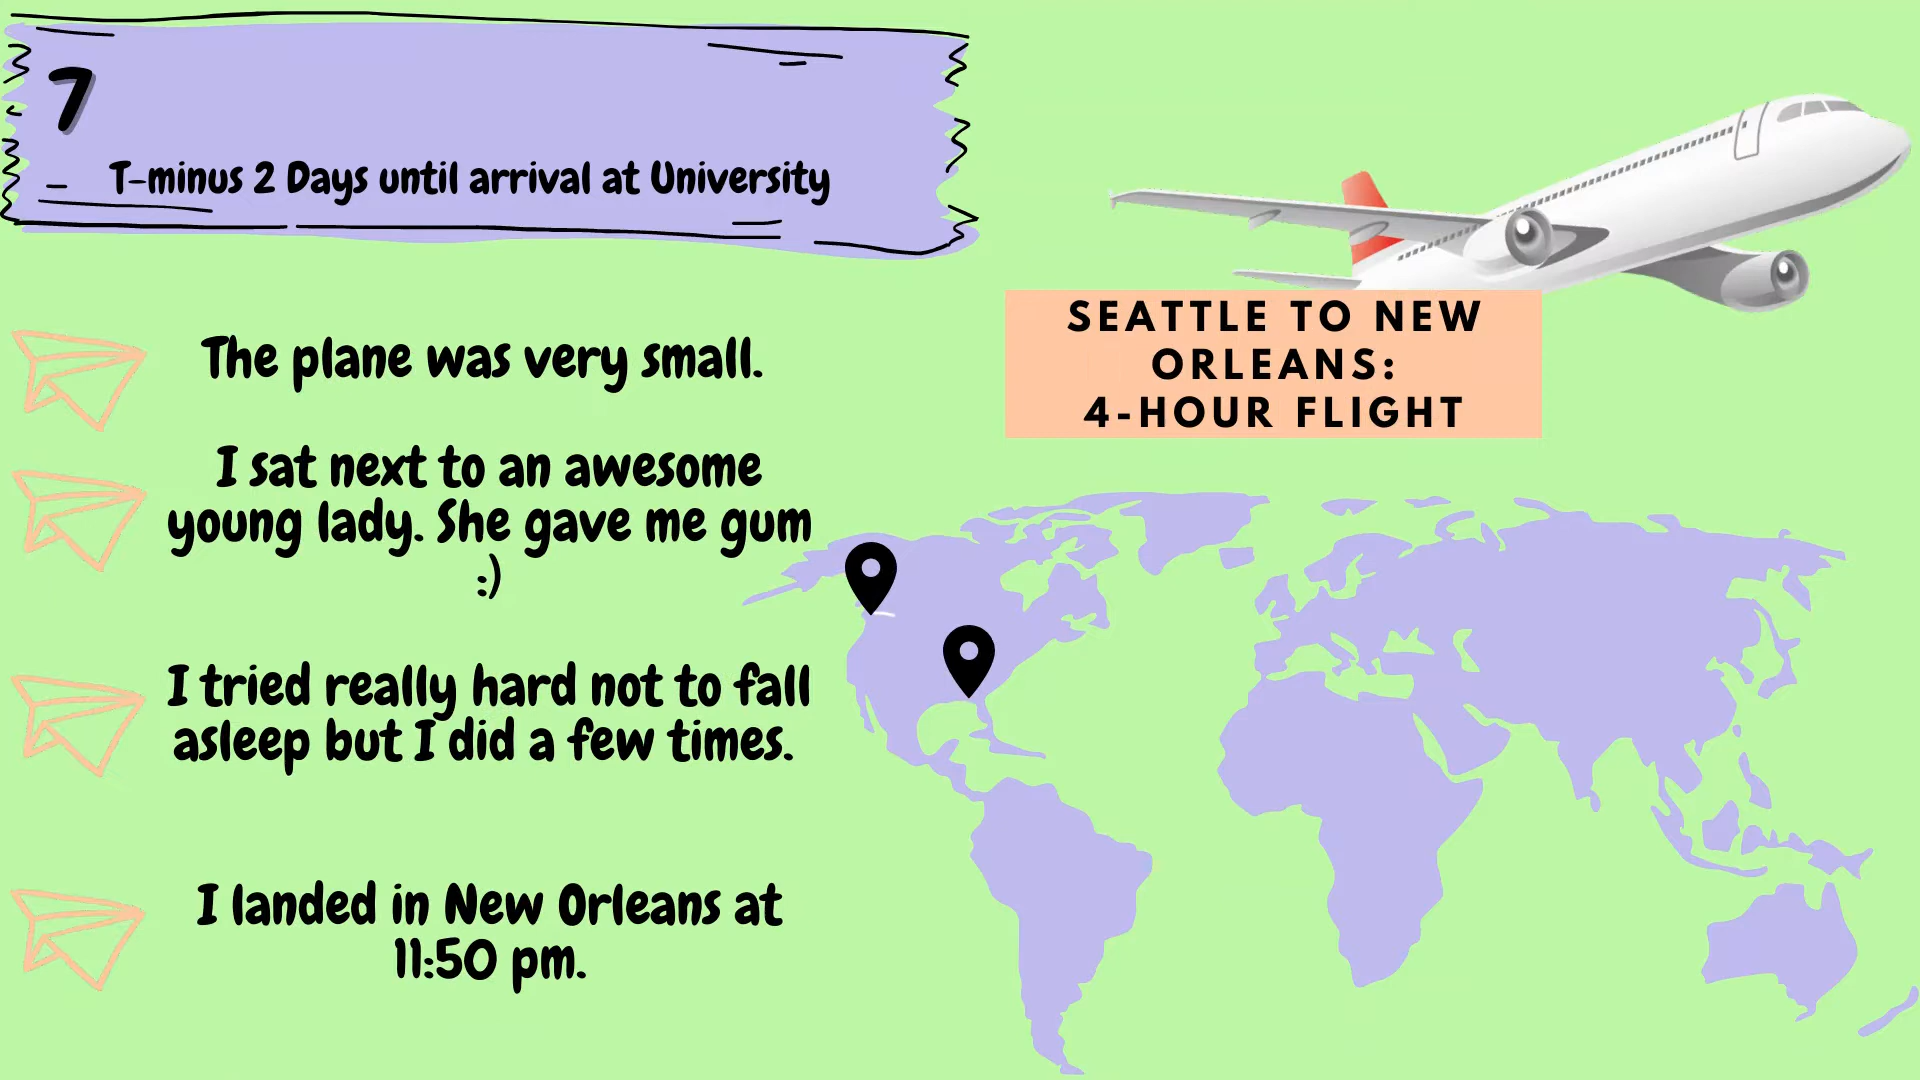 7
T-minus 2 Days until arrival at University
The plane was very small.
I sat next to an awesome
young lady. She gave me gum
:)
I tried really hard not to fall
asleep but I did a few times.
I landed in New Orleans at
11:50 pm.
SEATTLE TO NEW
ORLEANS:
4-HOUR FLIGHT